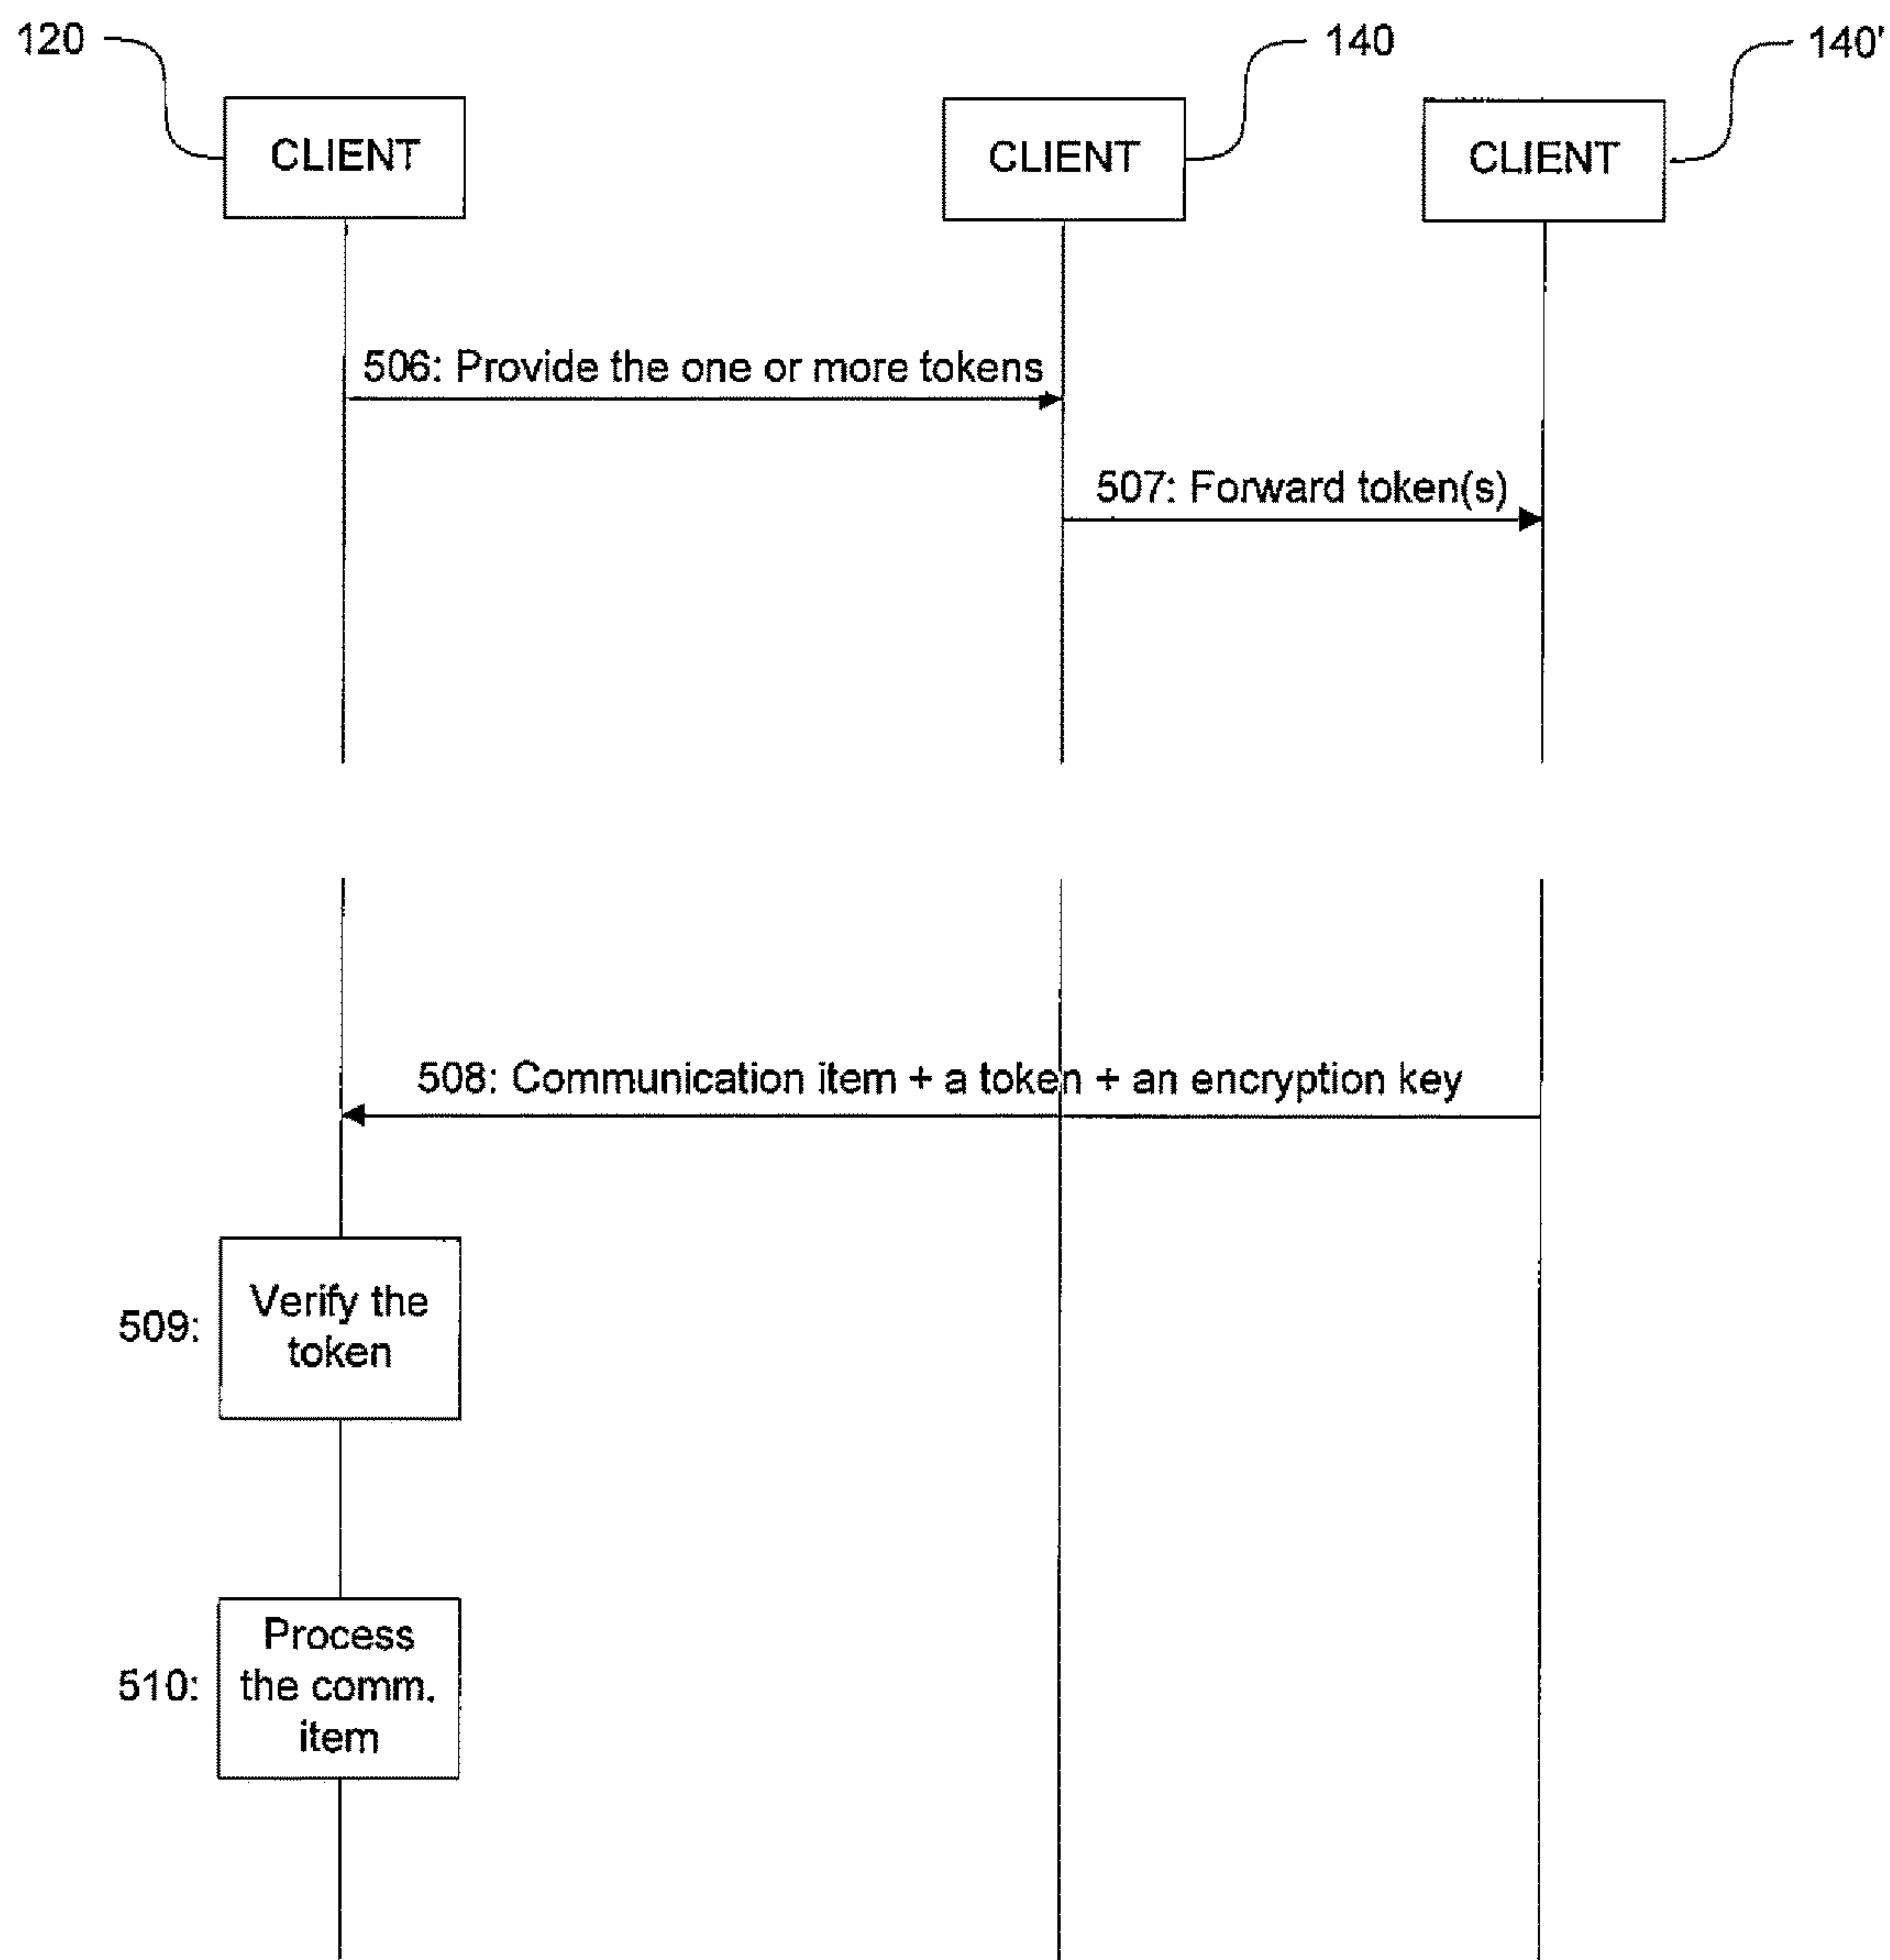 120
140
140'
CLIENT
CLIENT
CLIENT
506: Provide the one or more tokens
507: Forward token(s)
508: Communication item + a token + an encryption key
509:
Verify the
token
510:
Process
the comm.
item